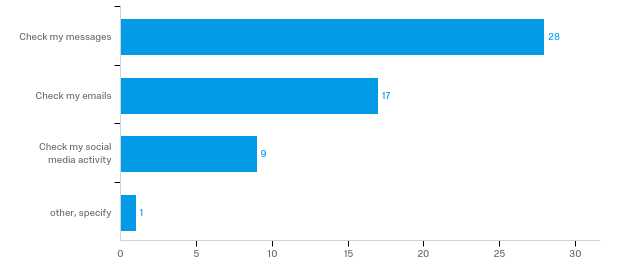 Check my messages
28
Check my emails
17
Check my social
media activity
9
other, specify
1
0 5 10 15 20 25 30